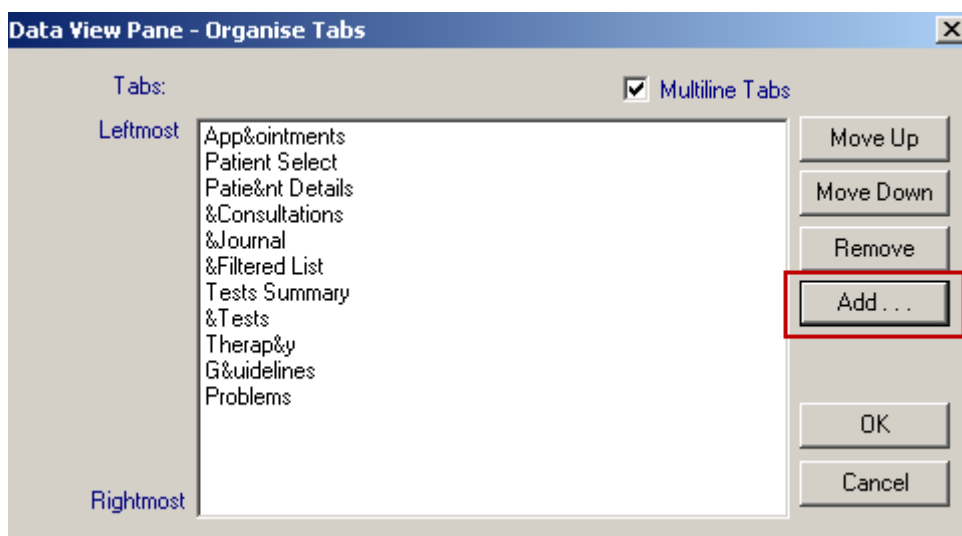 Data View Pane - Organise Tabs
Tabs:
Multiline Tabs
Leftmost
App&ointments
Patient Select
Patie&nt Details
&Consultations
&Journal
&Filtered List
Tests Summary
&Tests
Therap&y
G&uidelines
Problems
Rightmost
Move Up
Move Down
Remove
Add . . .
OK
Cancel